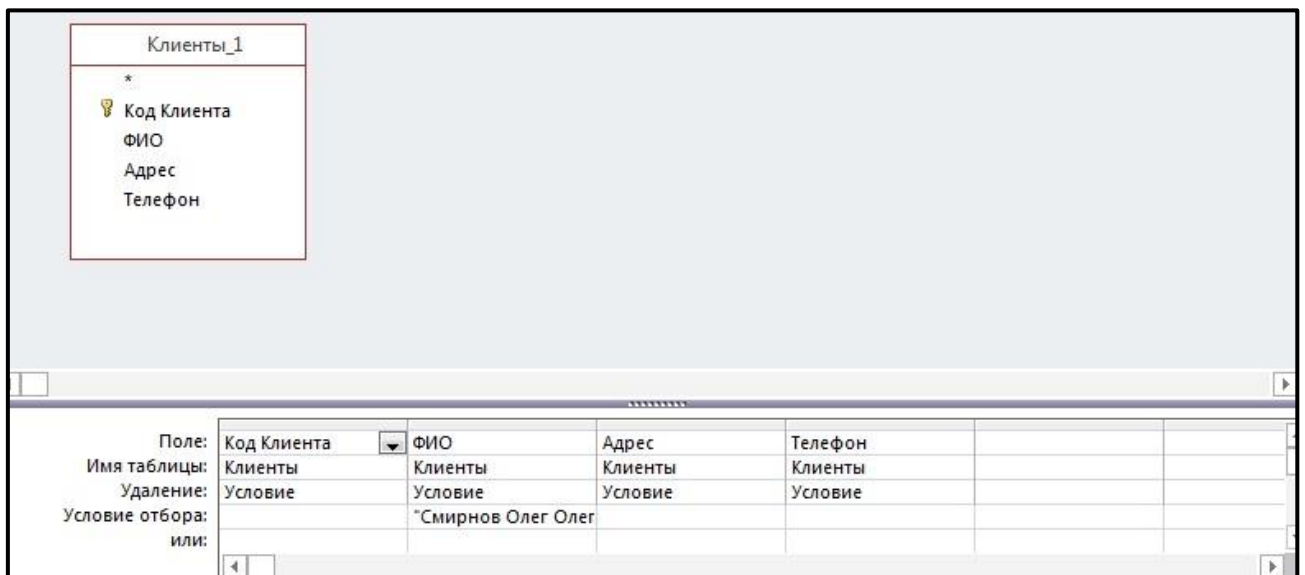 Клиенты_1
*
Код Клиента
ФИО
Адрес
Телефон
Поле: Код Клиента ФИО Адрес Телефон
Имя таблицы: Клиенты Клиенты Клиенты Клиенты
Удаление: Условие Условие Условие Условие
Условие отбора: "Смирнов Олег Олег
или: